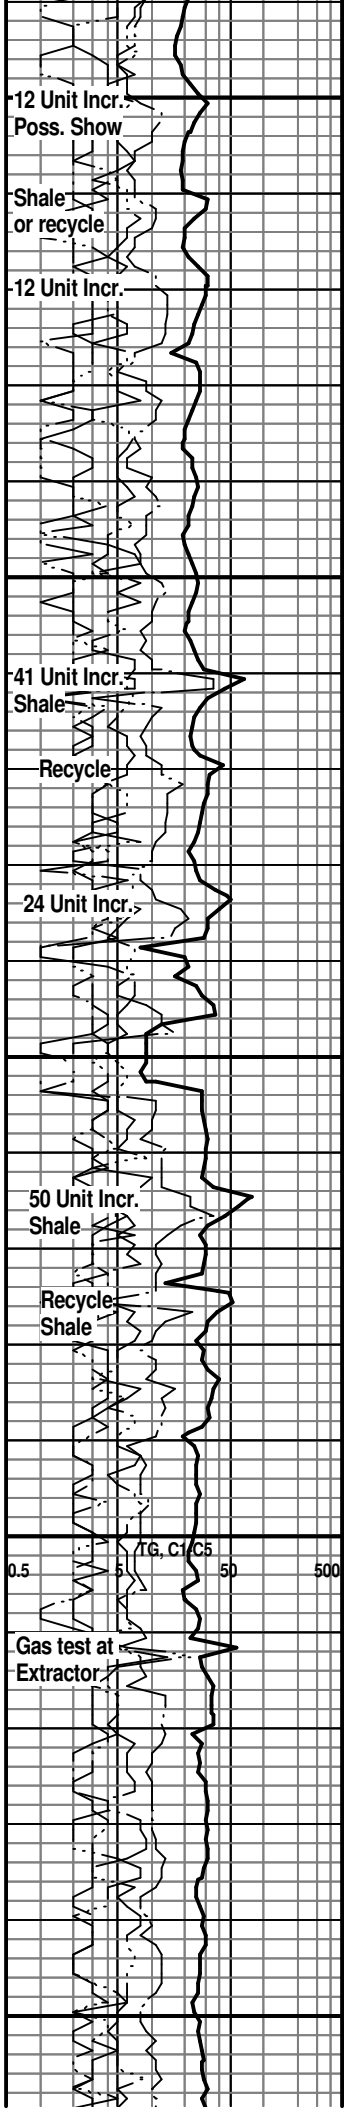 12 Unit Incr.
Poss. Show
Shale
or recycle
12 Unit Incr.
41 Unit Incr.
Shale
Recycle
24 Unit Incr.
50 Unit Incr.
Shale
Recycle
Shale
TG, C1-C5
0.5 5 50 500
Gas test at
Extractor